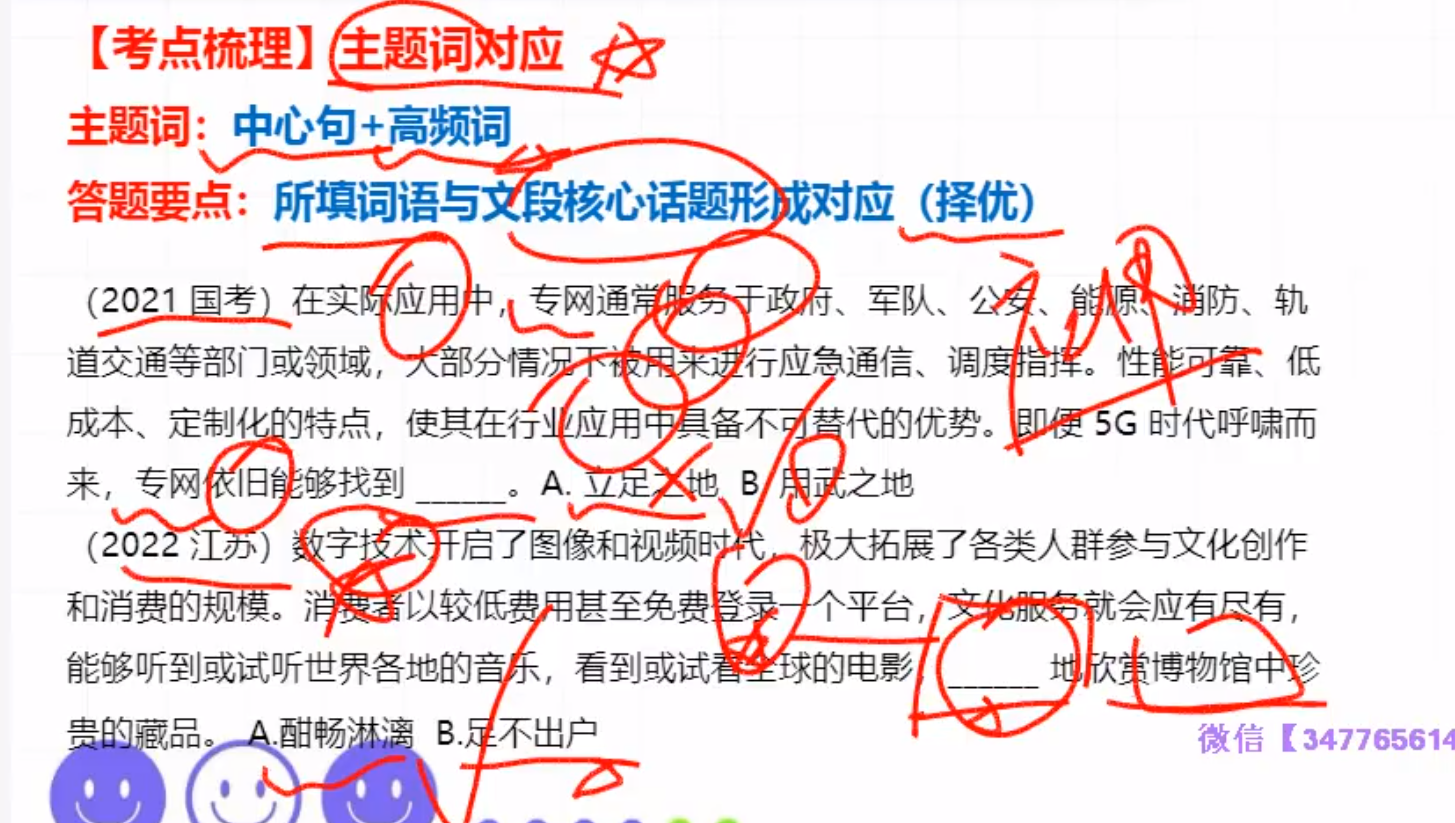 【考点梳理】主题词对应
主题词：中心句+高频词
答题要点：所填词语与文段核心话题形成对应（择优）
（2021 国考）在实际应用中，专网通常服务于政府、军队、公安、能源、消防、轨
道交通等部门或领域，大部分情况下被用来进行应急通信、调度指挥。性能可靠、低
成本、定制化的特点，使其在行业应用中具备不可替代的优势。即便 5G 时代呼啸而
来，专网依旧能够找到 ______。A. 立足之地 B 用武之地
（2022 江苏）数字技术开启了图像和视频时代，极大拓展了各类人群参与文化创作
和消费的规模。消费者以较低费用甚至免费登录一个平台，文化服务就会应有尽有，
能够听到或试听世界各地的音乐，看到或试看全球的电影，______ 地欣赏博物馆中珍
贵的藏品。 A.酣畅淋漓 B.足不出户
微信【347765614